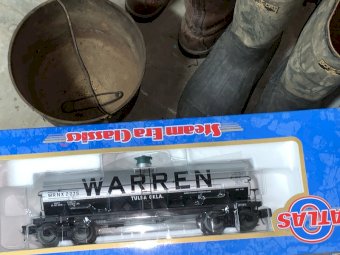 Steam Era Classics
WARREN
TULSA OKLA.
ATLAS